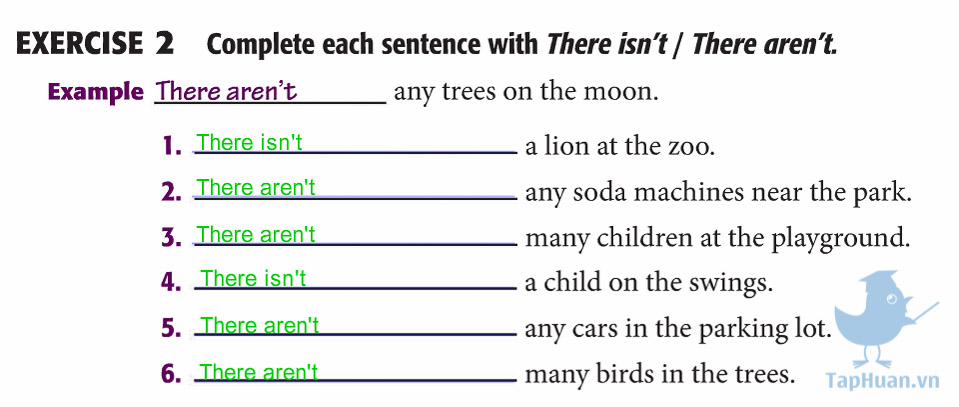 EXERCISE 2 Complete each sentence with There isn't / There aren't.
Example There aren't any trees on the moon.
1. There isn't a lion at the zoo.
2. There aren't any soda machines near the park.
3. There aren't many children at the playground.
4. There isn't a child on the swings.
5. There aren't any cars in the parking lot.
6. There aren't many birds in the trees.
TapHuan.vn